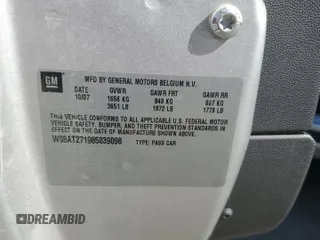 GM
MFD BY GENERAL MOTORS BELGIUM N.V.
DATE GVWR GAWR FRT GAWR RR
10/07 1656 KG 849 KG 807 KG
3651 LB 1872 LB 1779 LB
THIS VEHICLE CONFORMS TO ALL APPLICABLE U.S. FEDERAL MOTOR
VEHICLE SAFETY, BUMPER, AND THEFT PREVENTION STANDARDS IN
EFFECT ON THE DATE OF MANUFACTURE SHOWN ABOVE.
W08AT271985039098 TYPE: PASS CAR
AUTOBIDMASTER